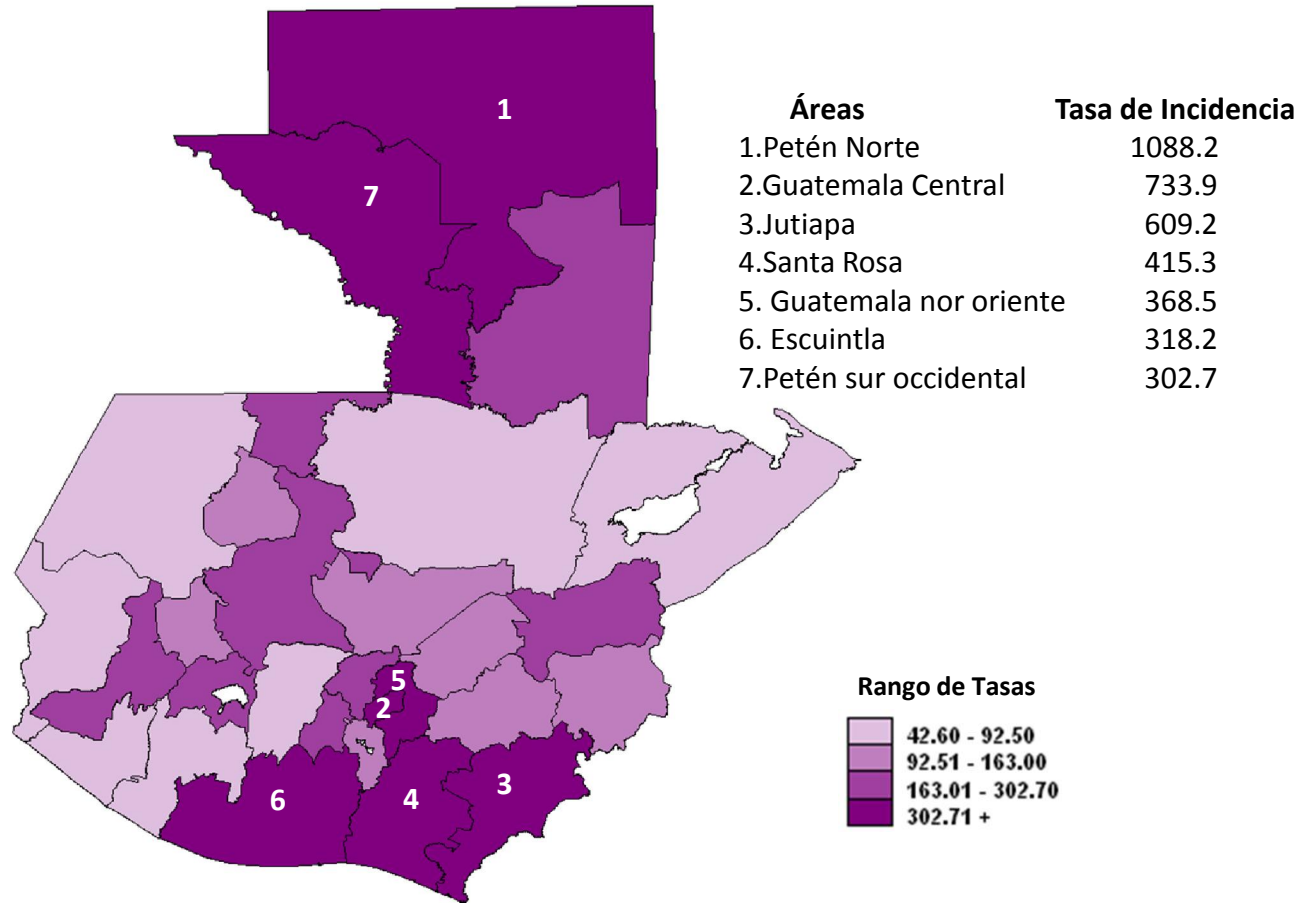 Áreas Tasa de Incidencia
1.Petén Norte 1088.2
2.Guatemala Central 733.9
3.Jutiapa 609.2
4.Santa Rosa 415.3
5. Guatemala nor oriente 368.5
6. Escuintla 318.2
7.Petén sur occidental 302.7
1
7
5
2
3
4
6
Rango de Tasas
42.60 - 92.50
92.51 - 163.00
163.01 - 302.70
302.71 +